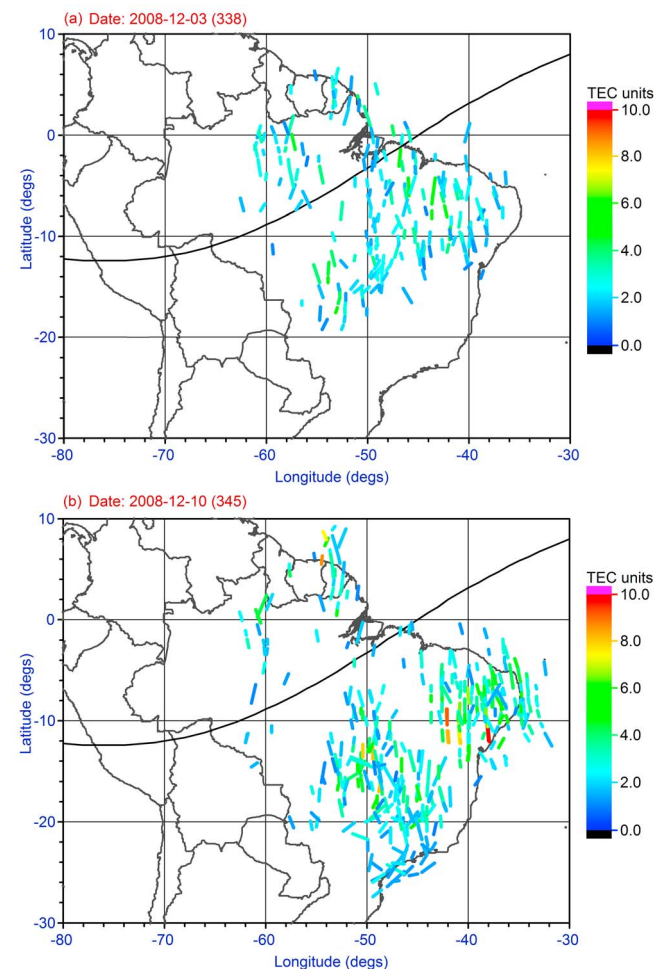 (a) Date: 2008-12-03 (338)
10
0
-10
-20
-30
Latitude (degs)
-80 -70 -60 -50 -40 -30
Longitude (degs)
TEC units
10.0
8.0
6.0
4.0
2.0
0.0
(b) Date: 2008-12-10 (345)
10
0
-10
-20
-30
Latitude (degs)
-80 -70 -60 -50 -40 -30
Longitude (degs)
TEC units
10.0
8.0
6.0
4.0
2.0
0.0